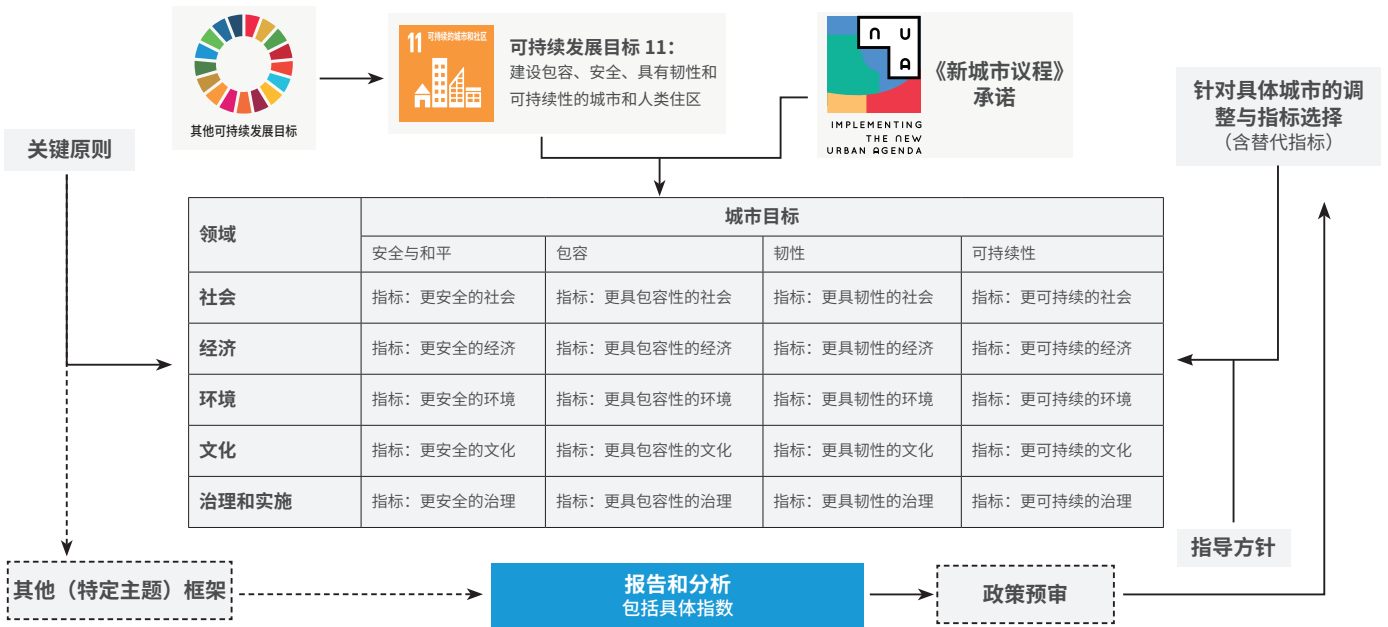 其他可持续发展目标
11 可持续的城市和社区
可持续发展目标 11：
建设包容、安全、具有韧性和
可持续性的城市和人类住区
NUA
IMPLEMENTING
THE NEW
URBAN AGENDA
《新城市议程》
承诺
针对具体城市的调
整与指标选择
（含替代指标）
关键原则
领域
城市目标
安全与和平 包容 韧性 可持续性
社会 指标：更安全的社会 指标：更具包容性的社会 指标：更具韧性的社会 指标：更可持续的社会
经济 指标：更安全的经济 指标：更具包容性的经济 指标：更具韧性的经济 指标：更可持续的经济
环境 指标：更安全的环境 指标：更具包容性的环境 指标：更具韧性的环境 指标：更可持续的环境
文化 指标：更安全的文化 指标：更具包容性的文化 指标：更具韧性的文化 指标：更可持续的文化
治理和实施 指标：更安全的治理 指标：更具包容性的治理 指标：更具韧性的治理 指标：更可持续的治理
指导方针
其他（特定主题）框架
报告和分析
包括具体指数
政策预审